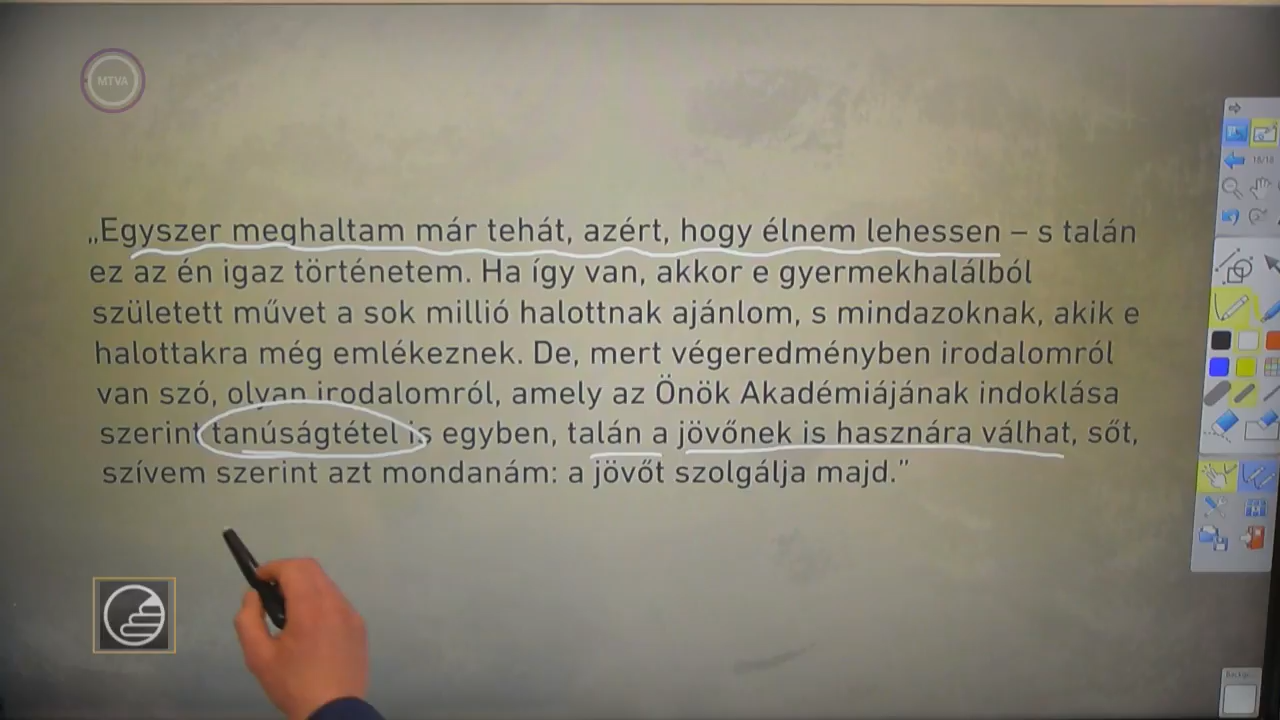 MTVA
„Egyszer meghaltam már tehát, azért, hogy élnem lehessen – s talán
ez az én igaz történetem. Ha így van, akkor e gyermekhalálból
született művet a sok millió halottnak ajánlom, s mindazoknak, akik e
halottakra még emlékeznek. De, mert végeredményben irodalomról
van szó, olyan irodalomról, amely az Önök Akadémiájának indoklása
szerint tanúságtétel is egyben, talán a jövőnek is hasznára válhat, sőt,
szívem szerint azt mondanám: a jövőt szolgálja majd.”
18/18